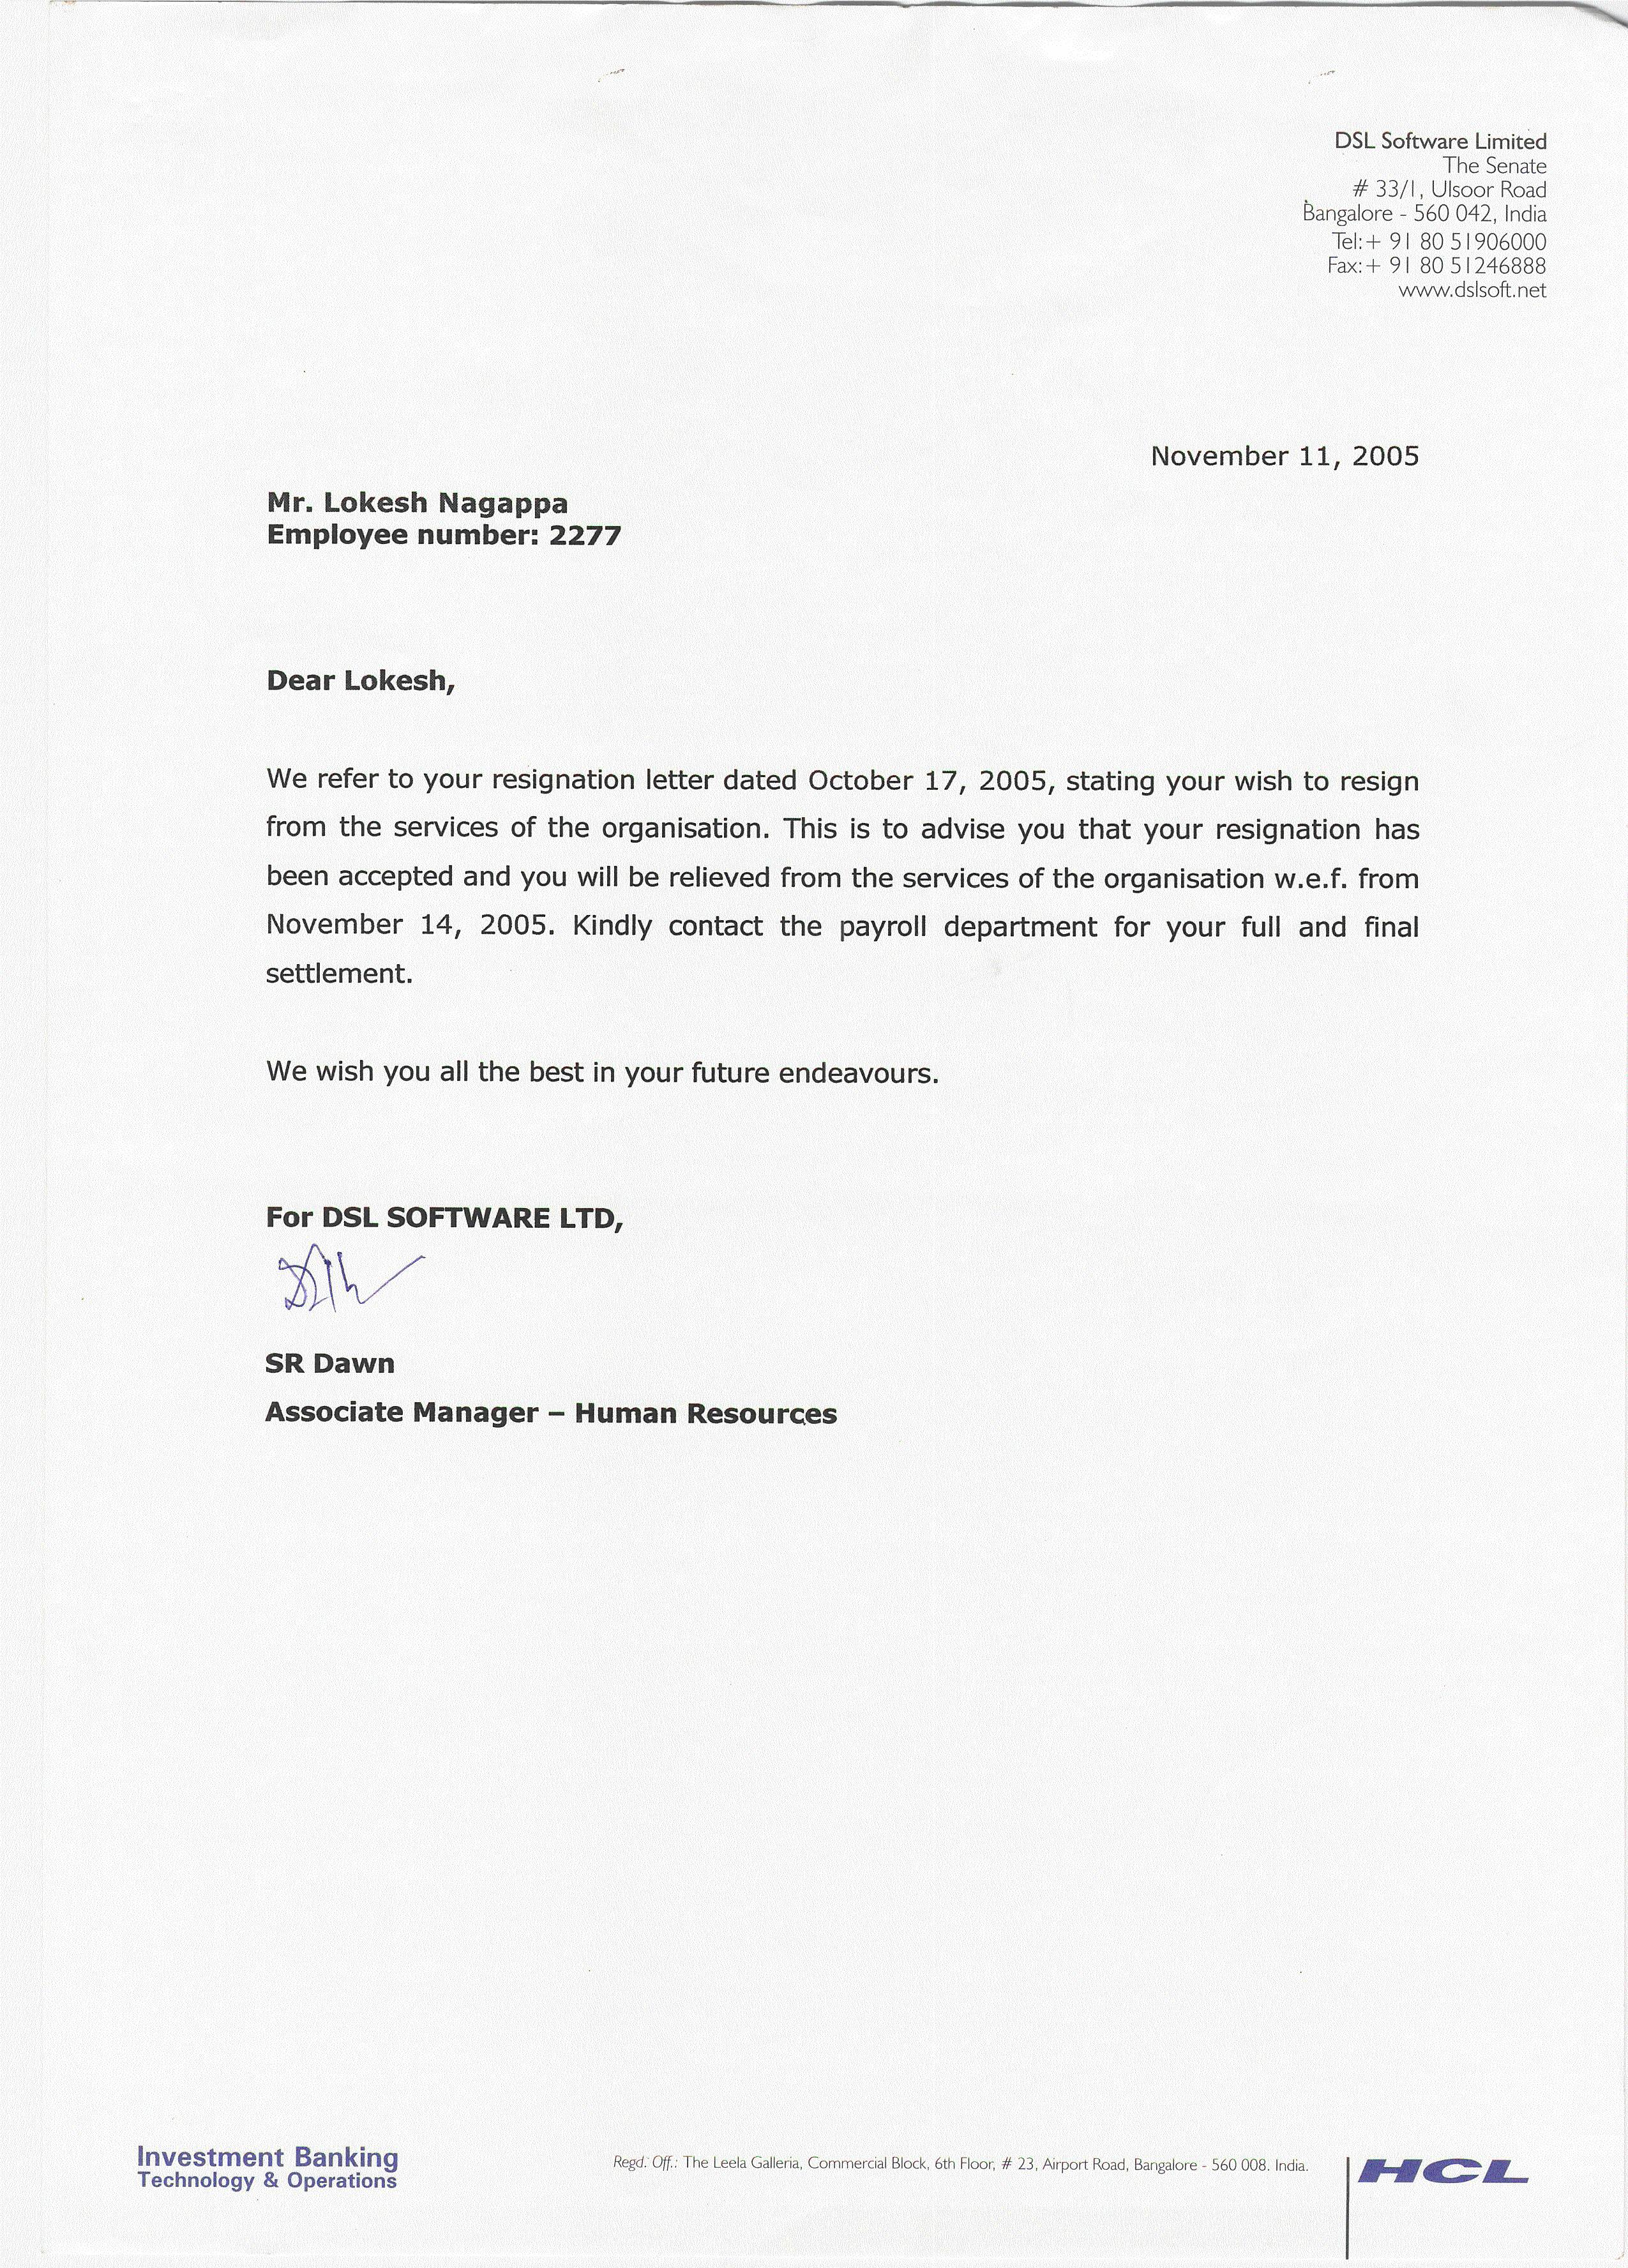 DSL Software Limited
The Senate
# 33/1, Ulsoor Road
Bangalore - 560 042, India
Tel:+ 91 80 51906000
Fax:+ 91 80 51246888
www.dslsoft.net
November 11, 2005
Mr. Lokesh Nagappa
Employee number: 2277
Dear Lokesh,
We refer to your resignation letter dated October 17, 2005, stating your wish to resign
from the services of the organisation. This is to advise you that your resignation has
been accepted and you will be relieved from the services of the organisation w.e.f. from
November 14, 2005. Kindly contact the payroll department for your full and final
settlement.
We wish you all the best in your future endeavours.
For DSL SOFTWARE LTD,
SR Dawn
Associate Manager – Human Resources
Investment Banking
Technology & Operations
Regd. Off.: The Leela Galleria, Commercial Block, 6th Floor, # 23, Airport Road, Bangalore - 560 008. India.
HCL